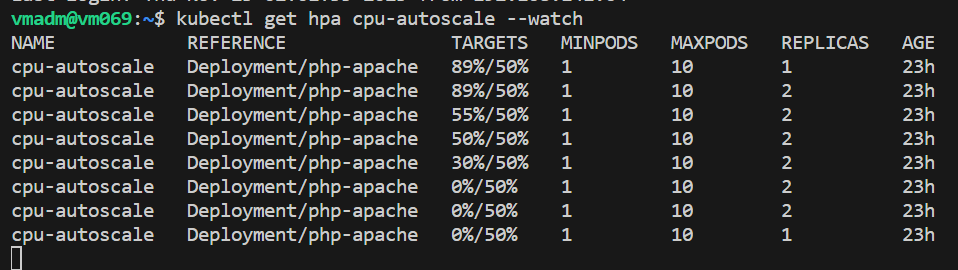 vmadm@vm069:~$ kubectl get hpa cpu-autoscale --watch
NAME REFERENCE TARGETS MINPODS MAXPODS REPLICAS AGE
cpu-autoscale Deployment/php-apache 89%/50% 1 10 1 23h
cpu-autoscale Deployment/php-apache 89%/50% 1 10 2 23h
cpu-autoscale Deployment/php-apache 55%/50% 1 10 2 23h
cpu-autoscale Deployment/php-apache 50%/50% 1 10 2 23h
cpu-autoscale Deployment/php-apache 30%/50% 1 10 2 23h
cpu-autoscale Deployment/php-apache 0%/50% 1 10 2 23h
cpu-autoscale Deployment/php-apache 0%/50% 1 10 2 23h
cpu-autoscale Deployment/php-apache 0%/50% 1 10 1 23h